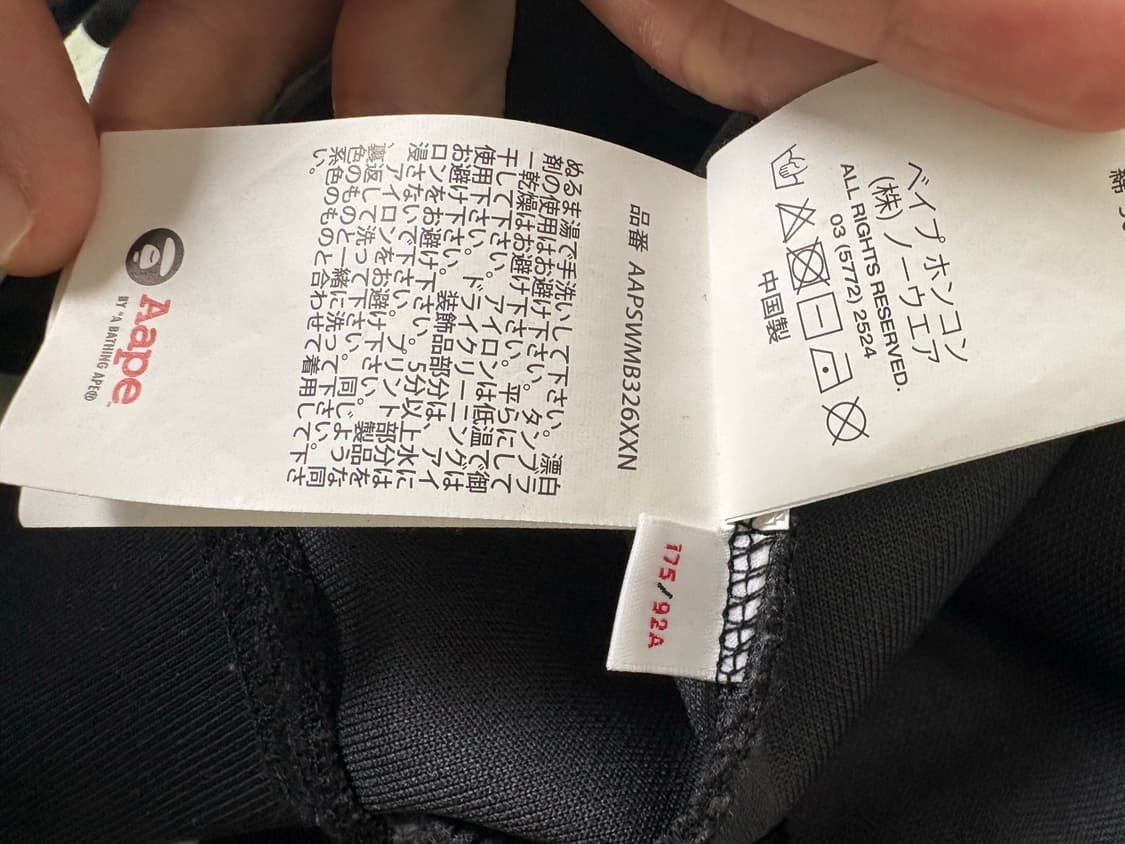 品番 AAPSWMB326XXN
ぬるま湯で手洗いして下さい。漂白
剤の使用はお避け下さい。タンブラ
ー乾燥はお避け下さい。平らにして
干して下さい。アイロンは低温で御
使用下さい。ドライクリーニングは
お避け下さい。装飾品部分は、アイ
ロンをお避け下さい。5分以上水に
浸さないで下さい。プリント部分は
、アイロンをお避け下さい。製品を
裏返して洗って下さい。同じような
色のものと一緒に洗って下さい。同
系色のものと合わせて着用して下さ
い。
Aape
BY *A BATHING APE®
ベイプホンコン
(株)ノーウエア
ALL RIGHTS RESERVED.
03 (5772) 2524
中国製
175/92A